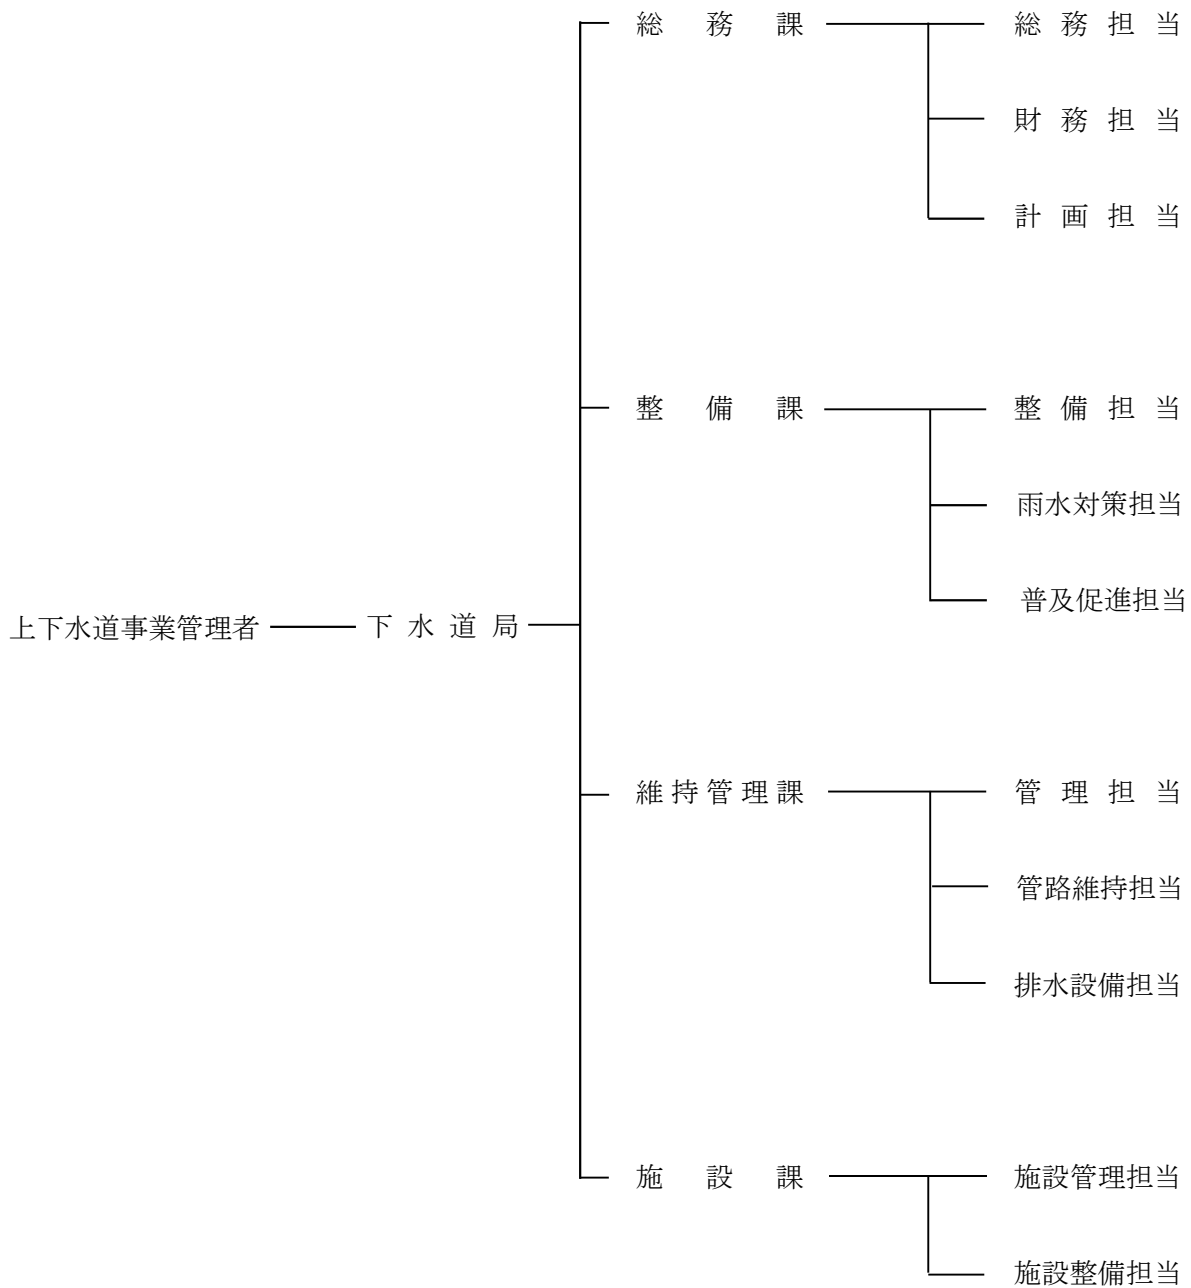 総務課 総務担当
財務担当
計画担当
整備課 整備担当
雨水対策担当
普及促進担当
上下水道事業管理者 下水道局
維持管理課 管理担当
管路維持担当
排水設備担当
施設課 施設管理担当
施設整備担当